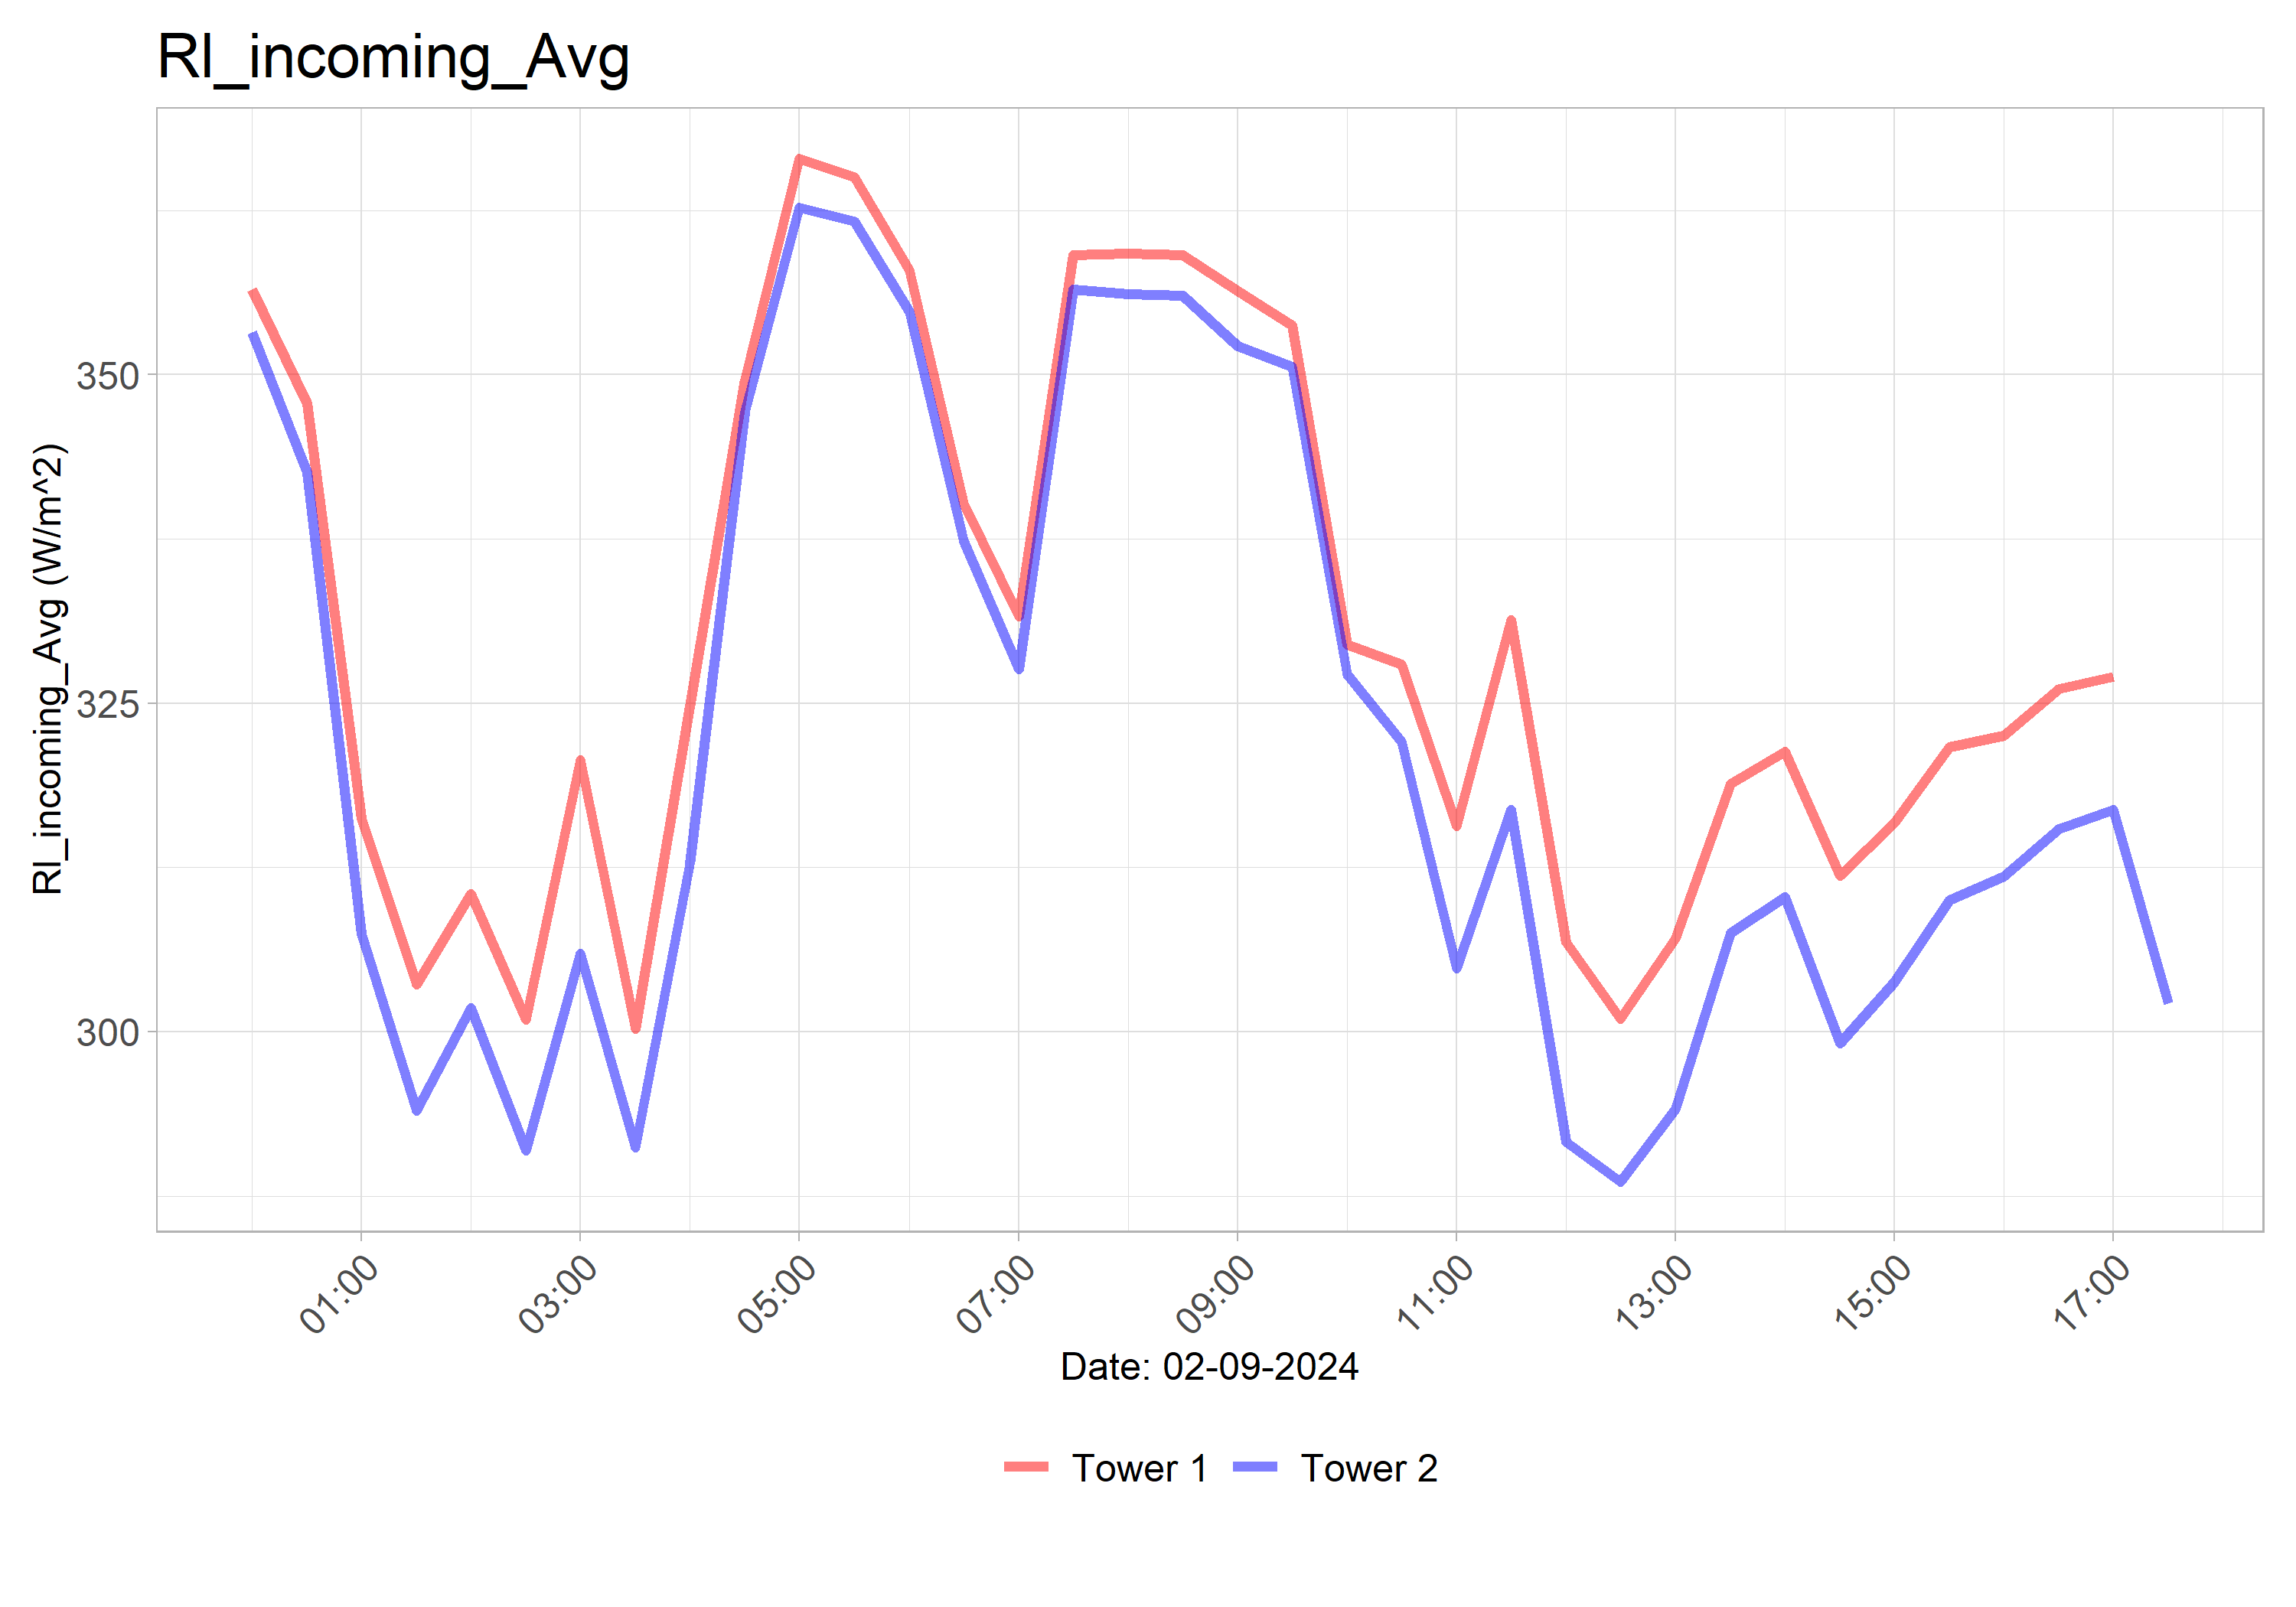 Rl_incoming_Avg
Rl_incoming_Avg (W/m^2)
350
325
300
01:00 03:00 05:00 07:00 09:00 11:00 13:00 15:00 17:00
Date: 02-09-2024
Tower 1 Tower 2